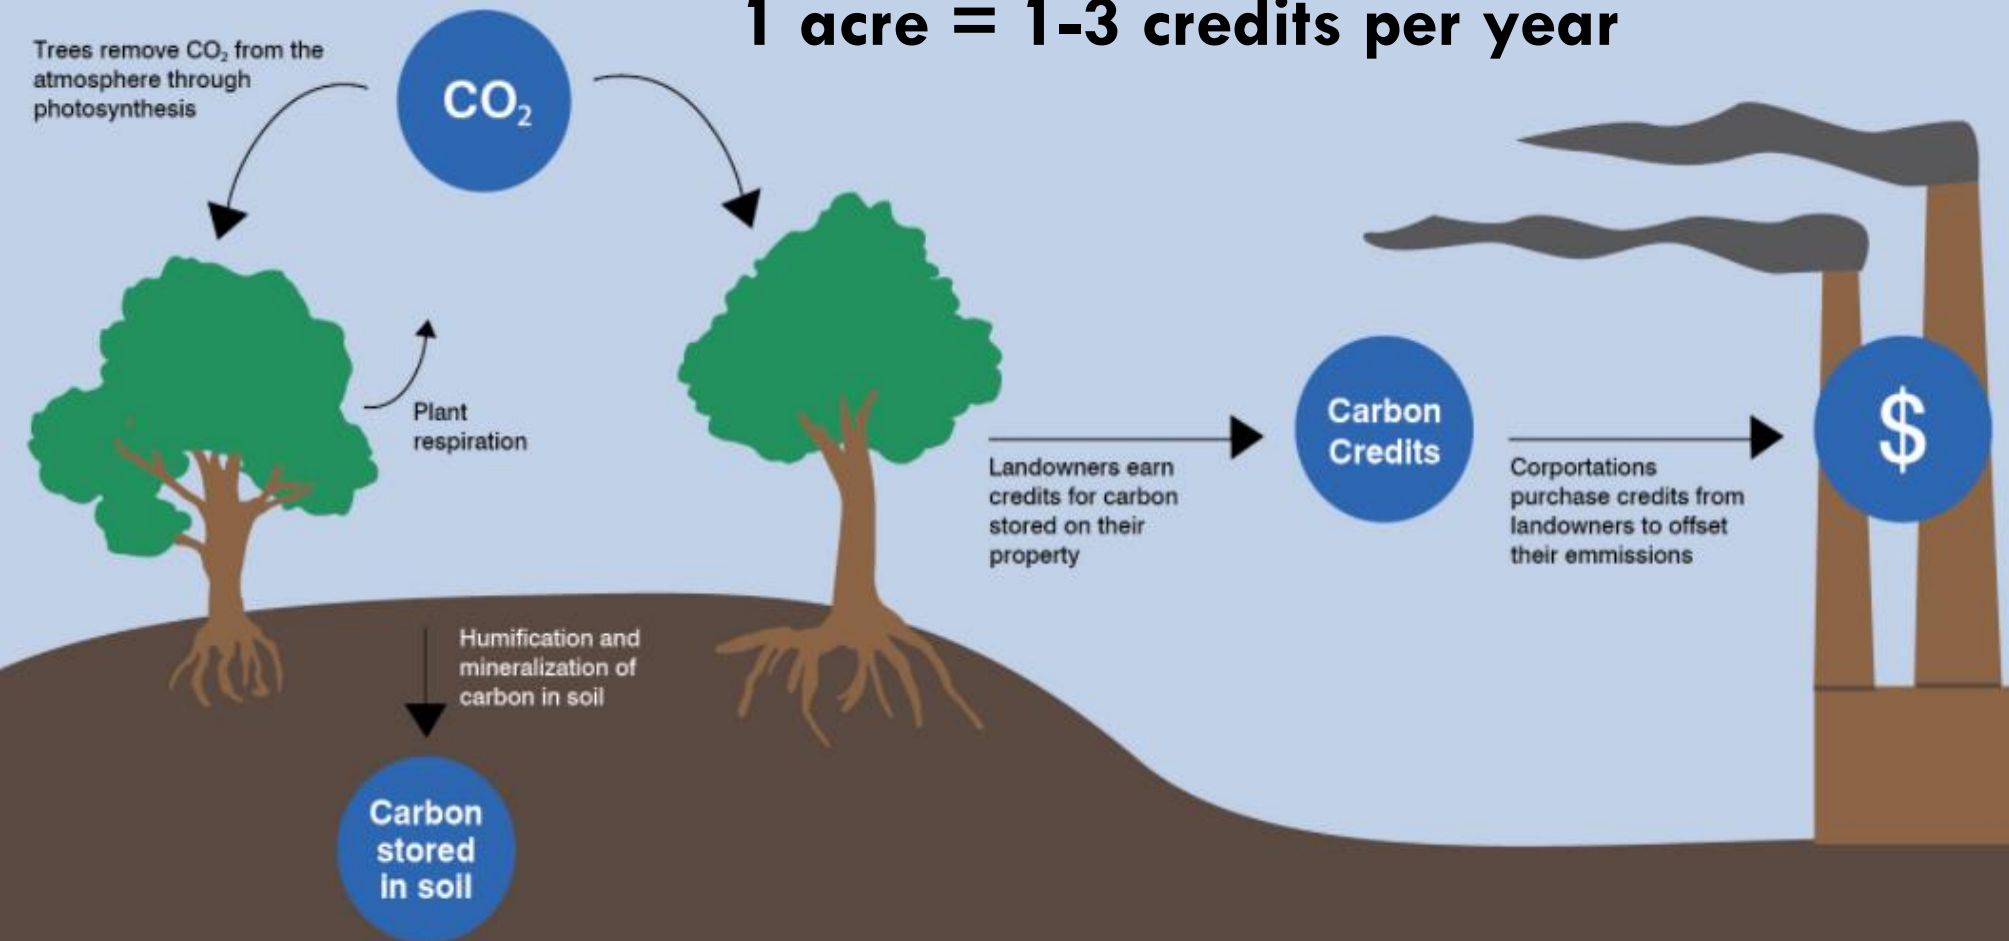 1 acre = 1-3 credits per year
Trees remove CO₂ from the
atmosphere through
photosynthesis
CO₂
Plant
respiration
Landowners earn
credits for carbon
stored on their
property
Carbon
Credits
Corportations
purchase credits from
landowners to offset
their emmissions
$
Humification and
mineralization of
carbon in soil
Carbon
stored
in soil